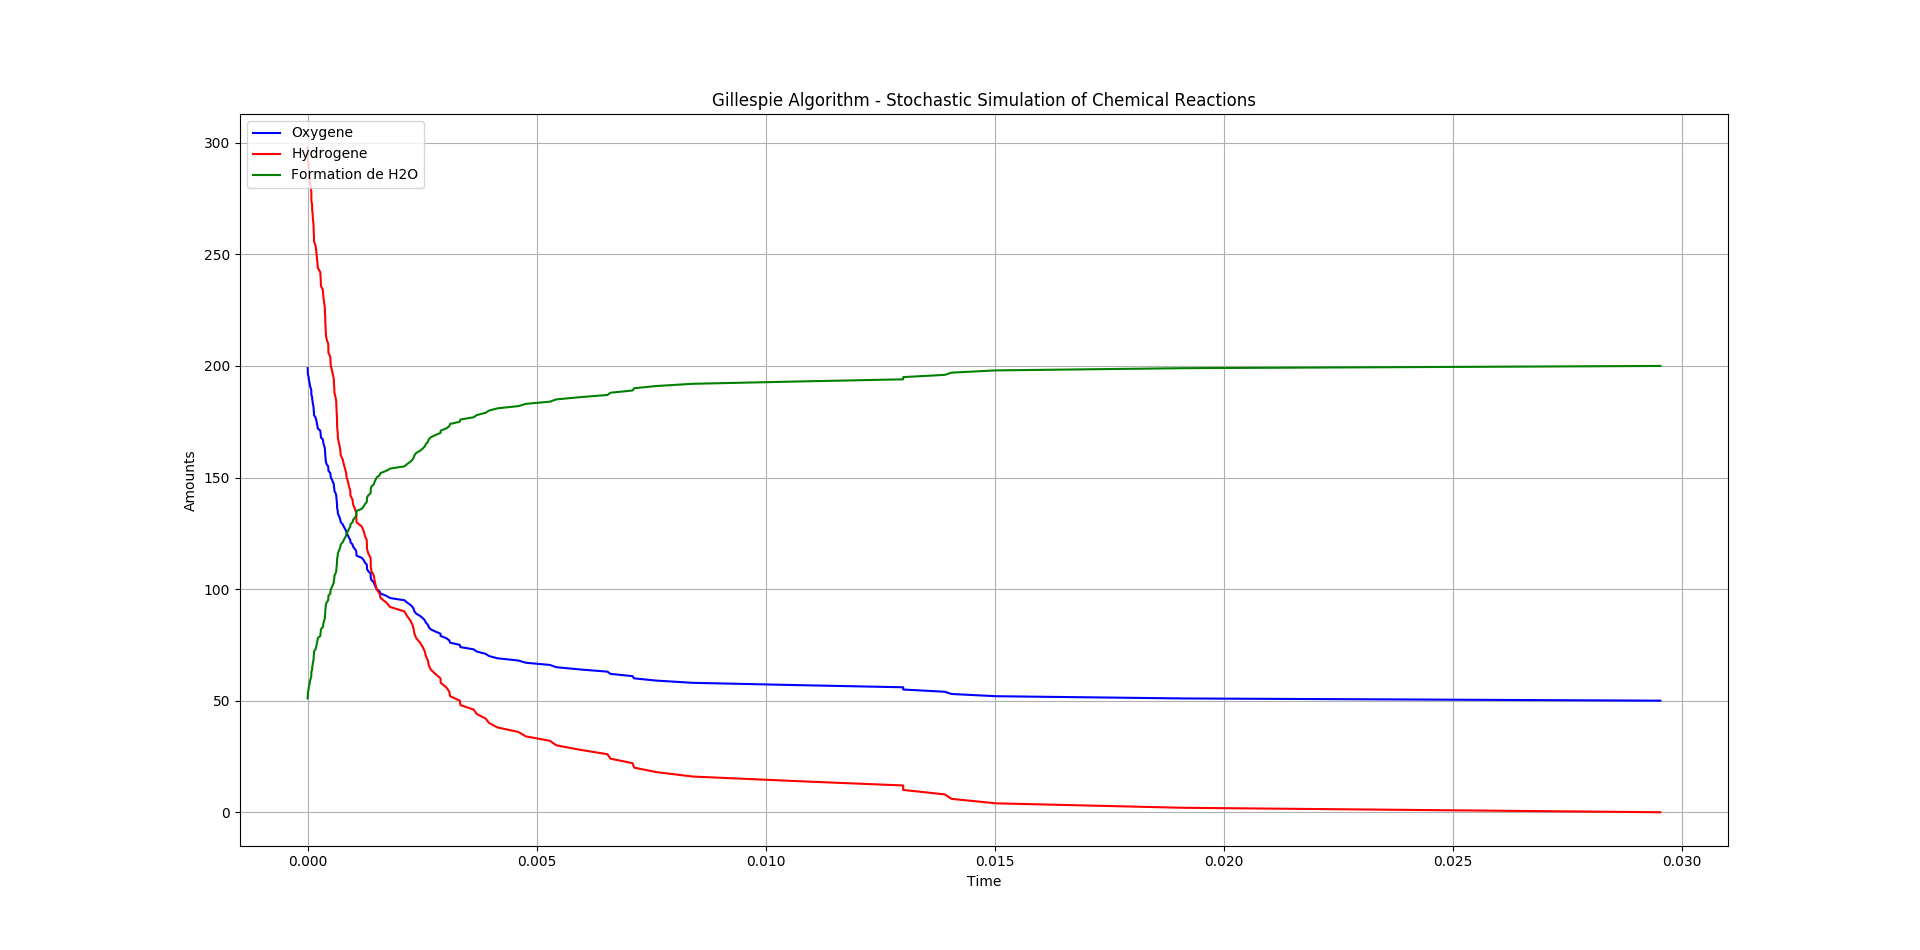 Gillespie Algorithm - Stochastic Simulation of Chemical Reactions
Oxygene
Hydrogene
Formation de H2O
300
250
200
150
100
50
0
Amounts
0.000 0.005 0.010 0.015 0.020 0.025 0.030
Time